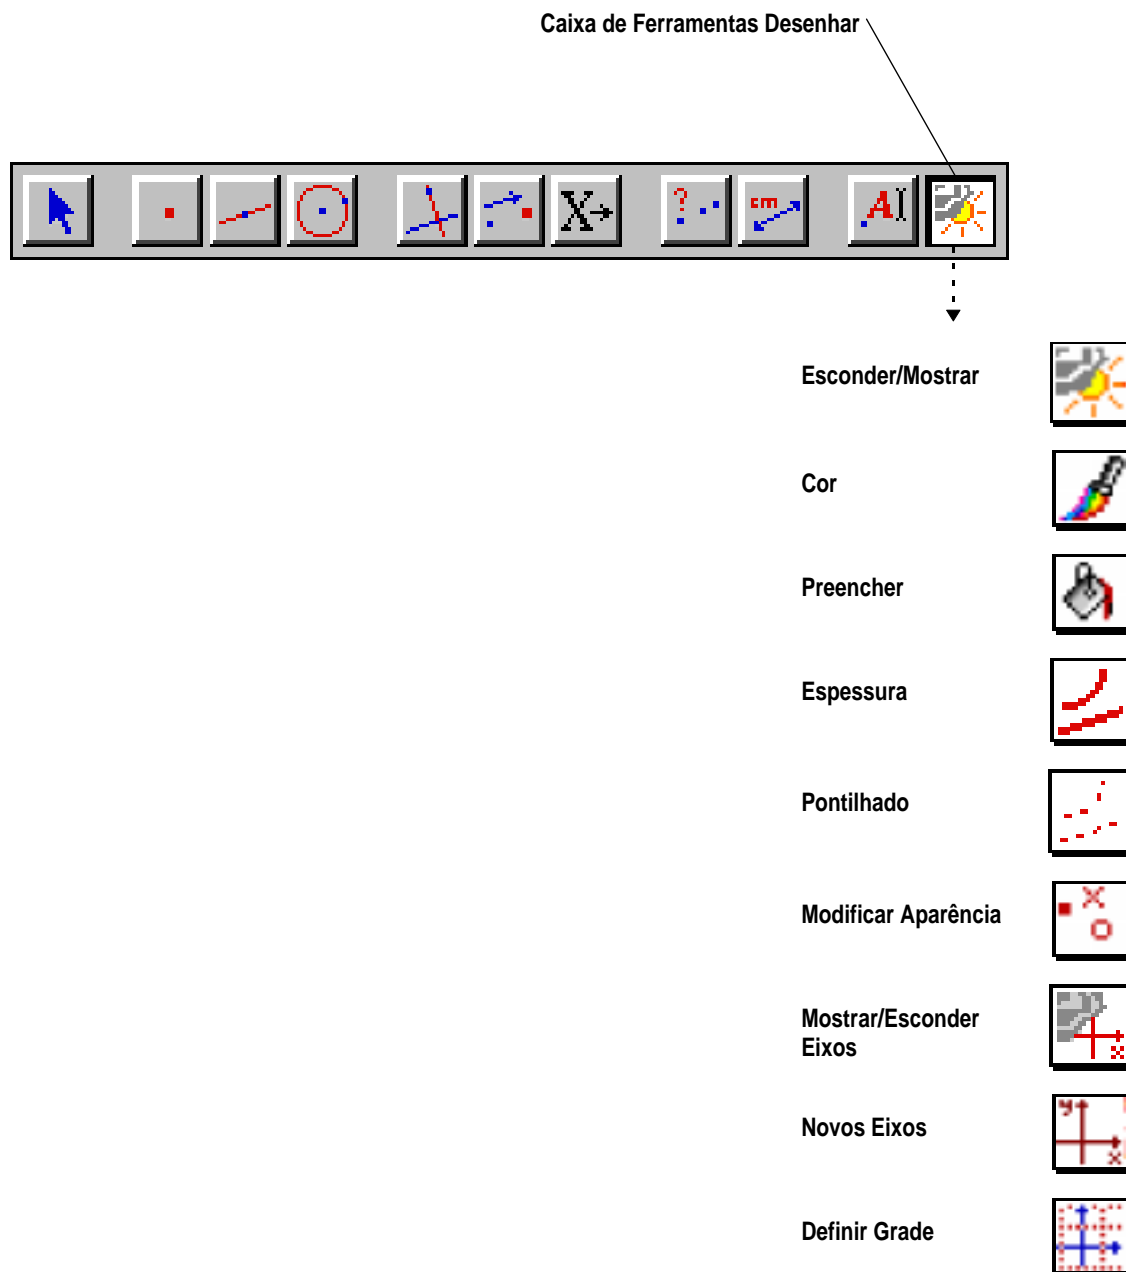 Caixa de Ferramentas Desenhar
? cm A
X
Esconder/Mostrar
Cor
Preencher
Espessura
Pontilhado
Modificar Aparência
Mostrar/Esconder
Eixos
x
Novos Eixos
y
x
Definir Grade